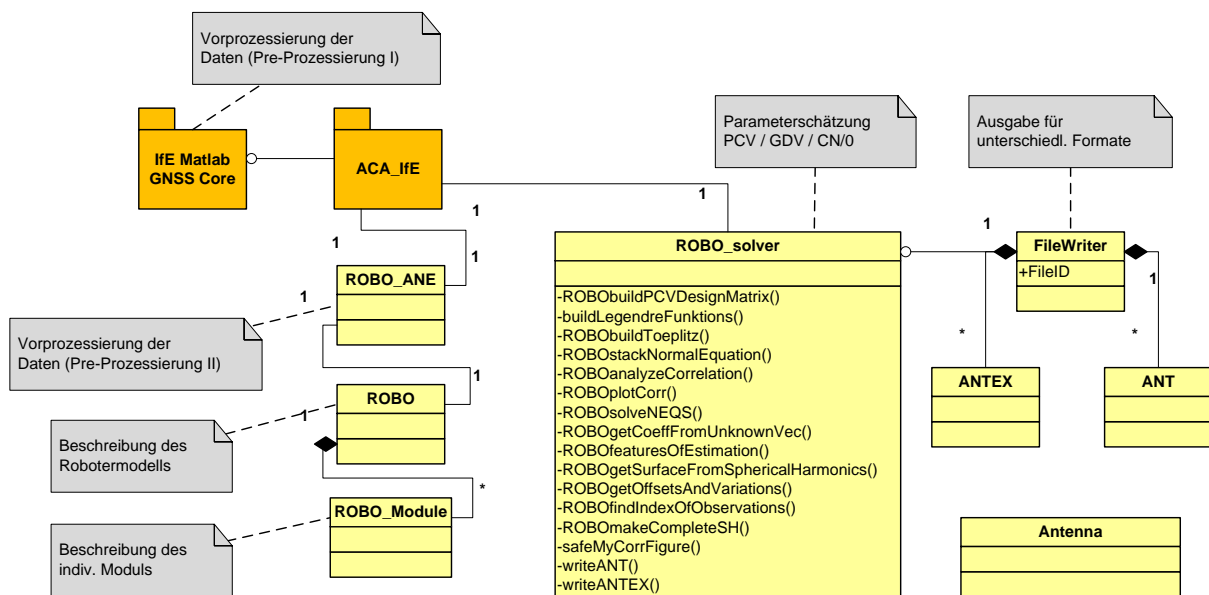 Vorprozessierung der
Daten (Pre-Prozessierung I)
IfE Matlab
GNSS Core
ACA_IfE
Parameterschätzung
PCV / GDV / CN/0
Ausgabe für
unterschiedl. Formate
1
1
1
1
1
1
ROBO_ANE
1
Vorprozessierung der
Daten (Pre-Prozessierung II)
1
ROBO
1
Beschreibung des
Robotermodells
*
ROBO_Module
Beschreibung des
indiv. Moduls
ROBO_solver
-ROBObuildPCVDesignMatrix()
-buildLegendreFunktions()
-ROBObuildToeplitz()
-ROBOstackNormalEquation()
-ROBOanalyzeCorrelation()
-ROBOplotCorr()
-ROBOsolveNEQS()
-ROBOgetCoeffFromUnknownVec()
-ROBOfeaturesOfEstimation()
-ROBOgetSurfaceFromSphericalHarmonics()
-ROBOgetOffsetsAndVariations()
-ROBOfindIndexOfObservations()
-ROBOmakeCompleteSH()
-safeMyCorrFigure()
-writeANT()
-writeANTEX()
FileWriter
+FileID
*
*
ANTEX
ANT
Antenna